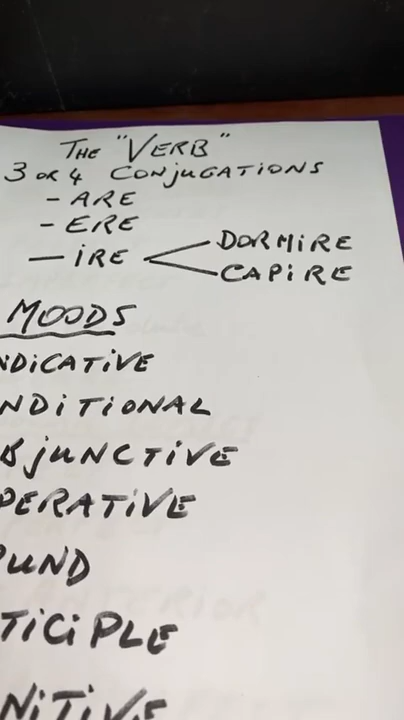 THE "VERB"
3 OR 4 CONJUGATIONS
- ARE
- ERE
- IRE
DORMIRE
CAPIRE
MOODS
NDICATIVE
NDITIONAL
BJUNCTIVE
PERATIVE
UND
TICIPLE
NITIVE